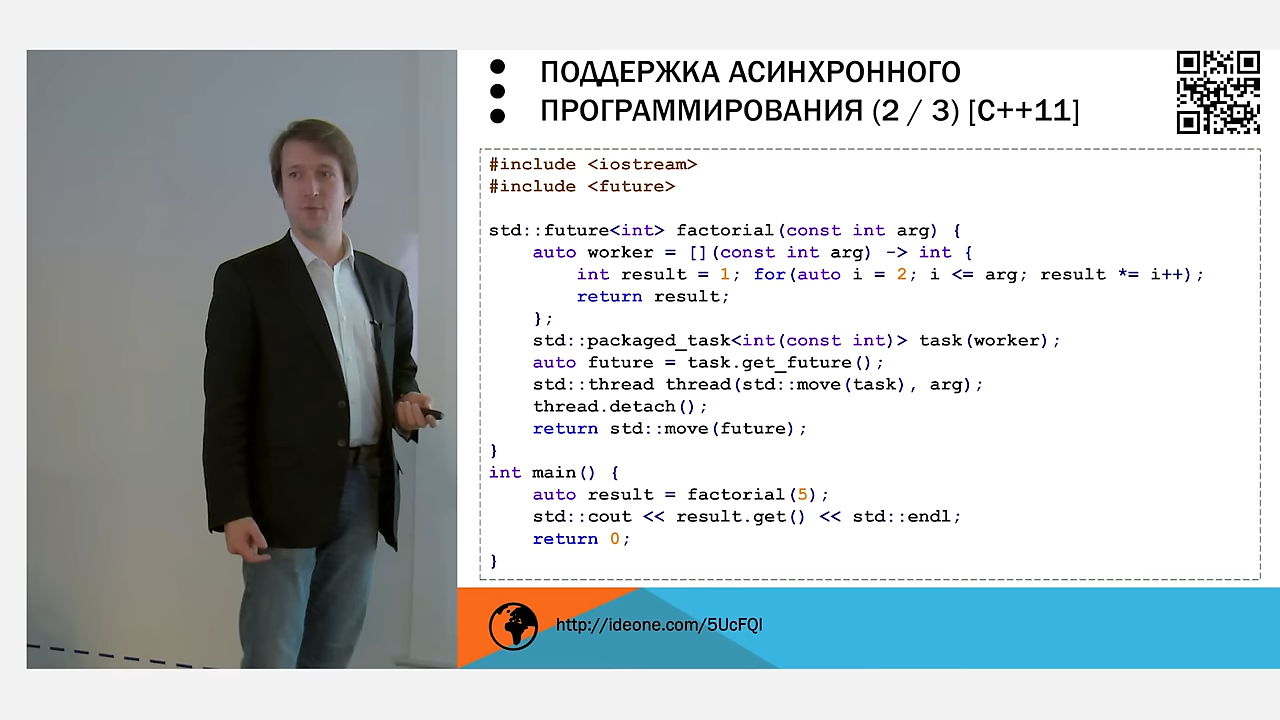 ПОДДЕРЖКА АСИНХРОННОГО
ПРОГРАММИРОВАНИЯ (2 / 3) [C++11]
#include <iostream>
#include <future>
std::future<int> factorial(const int arg) {
    auto worker = [](const int arg) -> int {
        int result = 1; for(auto i = 2; i <= arg; result *= i++);
        return result;
    };
    std::packaged_task<int(const int)> task(worker);
    auto future = task.get_future();
    std::thread thread(std::move(task), arg);
    thread.detach();
    return std::move(future);
}
int main() {
    auto result = factorial(5);
    std::cout << result.get() << std::endl;
    return 0;
}
http://ideone.com/5UcFQI